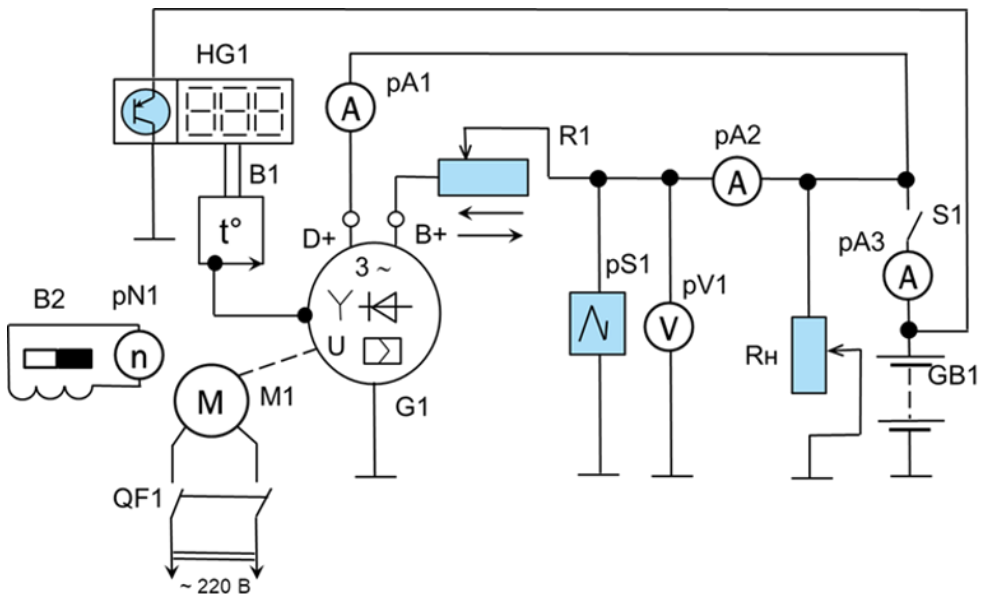 HG1
pA1
A
R1
pA2
A
B1
t°
D+
B+
S1
pA3
A
3 ~
pS1
pV1
V
B2
pN1
n
U
Rн
GB1
M
M1
G1
QF1
~ 220 В